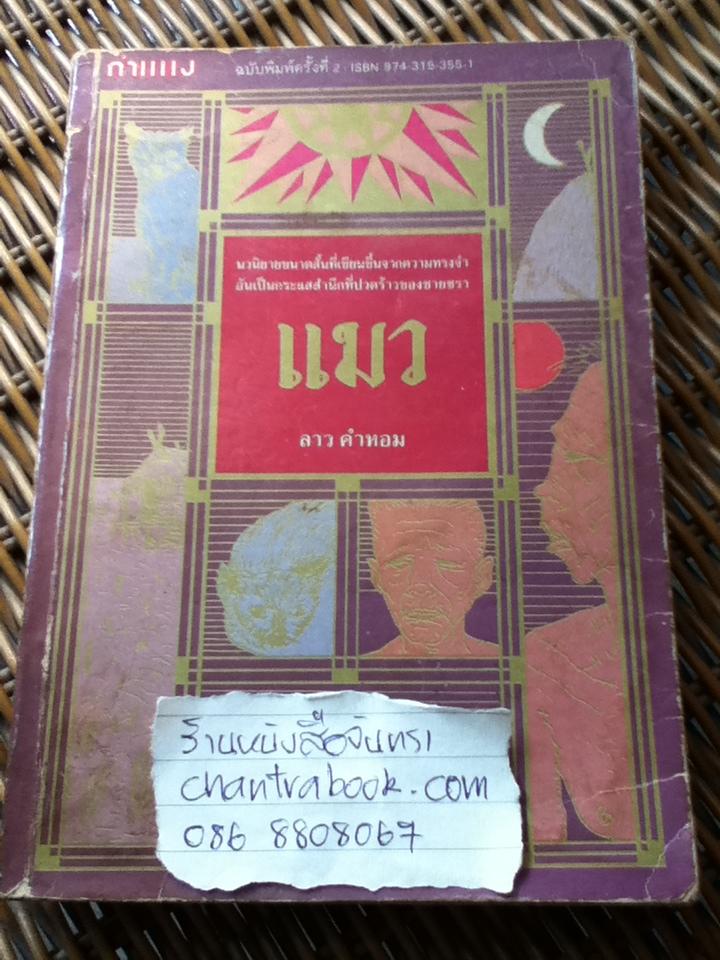 กำแแง
ฉบับพิมพ์ครั้งที่ 2 · ISBN 974-315-355-1
นวนิยายขนาดสั้นที่เขียนขึ้นจากความทรงจำ
อันเป็นกระแสสำนึกที่ปวดร้าวของชายชรา
แมว
ลาว คำหอม
ร้านหนังสือจันทรา
chantrabook.com
086 8808067